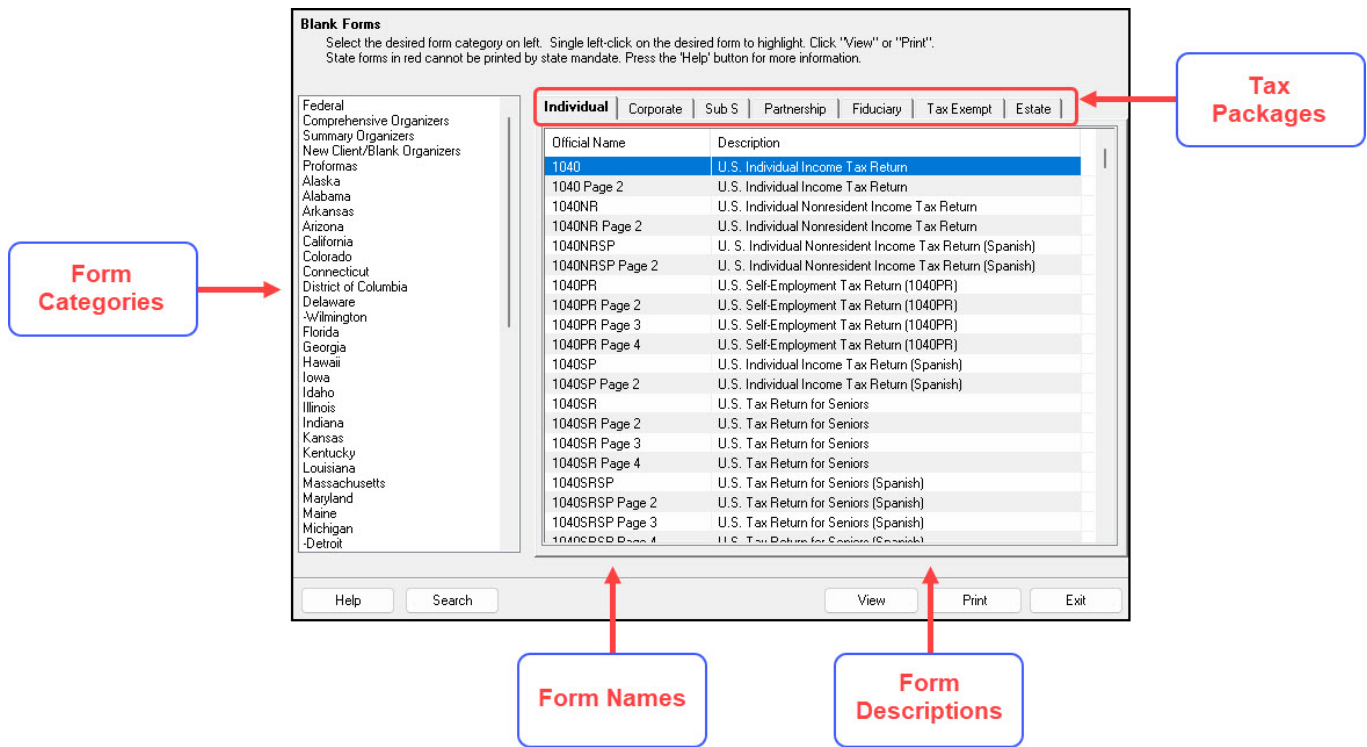 Blank Forms
Select the desired form category on left. Single left-click on the desired form to highlight. Click "View" or "Print".
State forms in red cannot be printed by state mandate. Press the 'Help' button for more information.
Tax
Packages
Form
Categories
Federal
Comprehensive Organizers
Summary Organizers
New Client/Blank Organizers
Proformas
Alaska
Alabama
Arkansas
Arizona
California
Colorado
Connecticut
District of Columbia
Delaware
-Wilmington
Florida
Georgia
Hawaii
Iowa
Idaho
Illinois
Indiana
Kansas
Kentucky
Louisiana
Massachusetts
Maryland
Maine
Michigan
-Detroit
Individual Corporate Sub S Partnership Fiduciary Tax Exempt Estate
Official Name Description
1040 U.S. Individual Income Tax Return
1040 Page 2 U.S. Individual Income Tax Return
1040NR U.S. Individual Nonresident Income Tax Return
1040NR Page 2 U.S. Individual Nonresident Income Tax Return
1040NRSP U. S. Individual Nonresident Income Tax Return (Spanish)
1040NRSP Page 2 U. S. Individual Nonresident Income Tax Return (Spanish)
1040PR U.S. Self-Employment Tax Return (1040PR)
1040PR Page 2 U.S. Self-Employment Tax Return (1040PR)
1040PR Page 3 U.S. Self-Employment Tax Return (1040PR)
1040PR Page 4 U.S. Self-Employment Tax Return (1040PR)
1040SP U.S. Individual Income Tax Return (Spanish)
1040SP Page 2 U.S. Individual Income Tax Return (Spanish)
1040SR U.S. Tax Return for Seniors
1040SR Page 2 U.S. Tax Return for Seniors
1040SR Page 3 U.S. Tax Return for Seniors
1040SR Page 4 U.S. Tax Return for Seniors
1040SRSP U.S. Tax Return for Seniors (Spanish)
1040SRSP Page 2 U.S. Tax Return for Seniors (Spanish)
1040SRSP Page 3 U.S. Tax Return for Seniors (Spanish)
1040SRSP Page 4 U.S. Tax Return for Seniors (Spanish)
Help Search View Print Exit
Form Names
Form
Descriptions